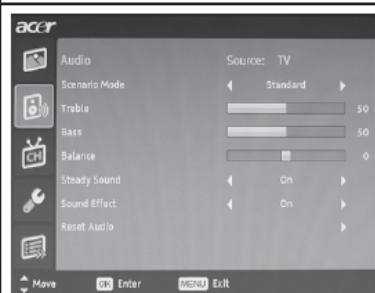 acer
Audio Source: TV
Scenario Mode Standard
Treble 50
Bass 50
Balance 0
Steady Sound On
Sound Effect On
Reset Audio
CH
Move OK Enter MENU Exit